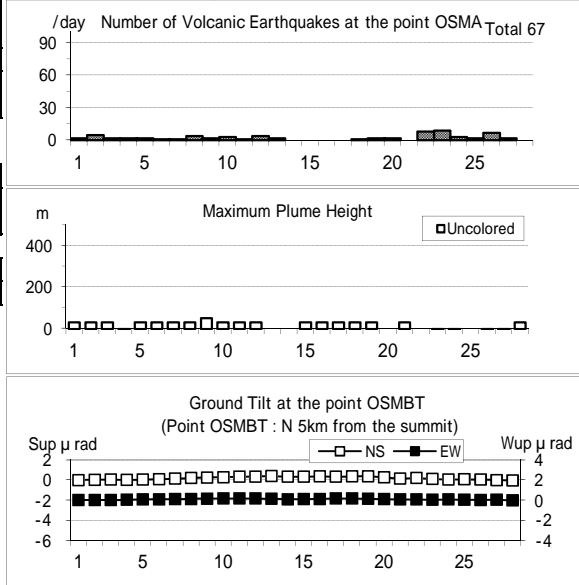 /day Number of Volcanic Earthquakes at the point OSMA Total 67
90
60
30
0
1 5 10 15 20 25
m Maximum Plume Height
Uncolored
400
200
0
1 5 10 15 20 25
Ground Tilt at the point OSMBT
(Point OSMBT : N 5km from the summit)
Sup μ rad Wup μ rad
NS EW
2 4
0 2
-2 0
-4 -2
-6 -4
1 5 10 15 20 25